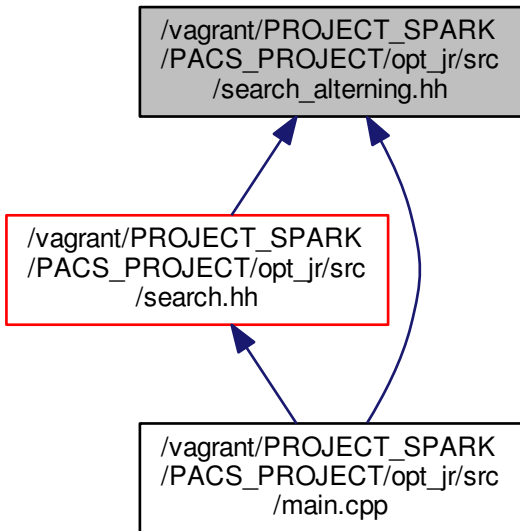 /vagrant/PROJECT_SPARK
/PACS_PROJECT/opt_jr/src
/search_alterning.hh
/vagrant/PROJECT_SPARK
/PACS_PROJECT/opt_jr/src
/search.hh
/vagrant/PROJECT_SPARK
/PACS_PROJECT/opt_jr/src
/main.cpp